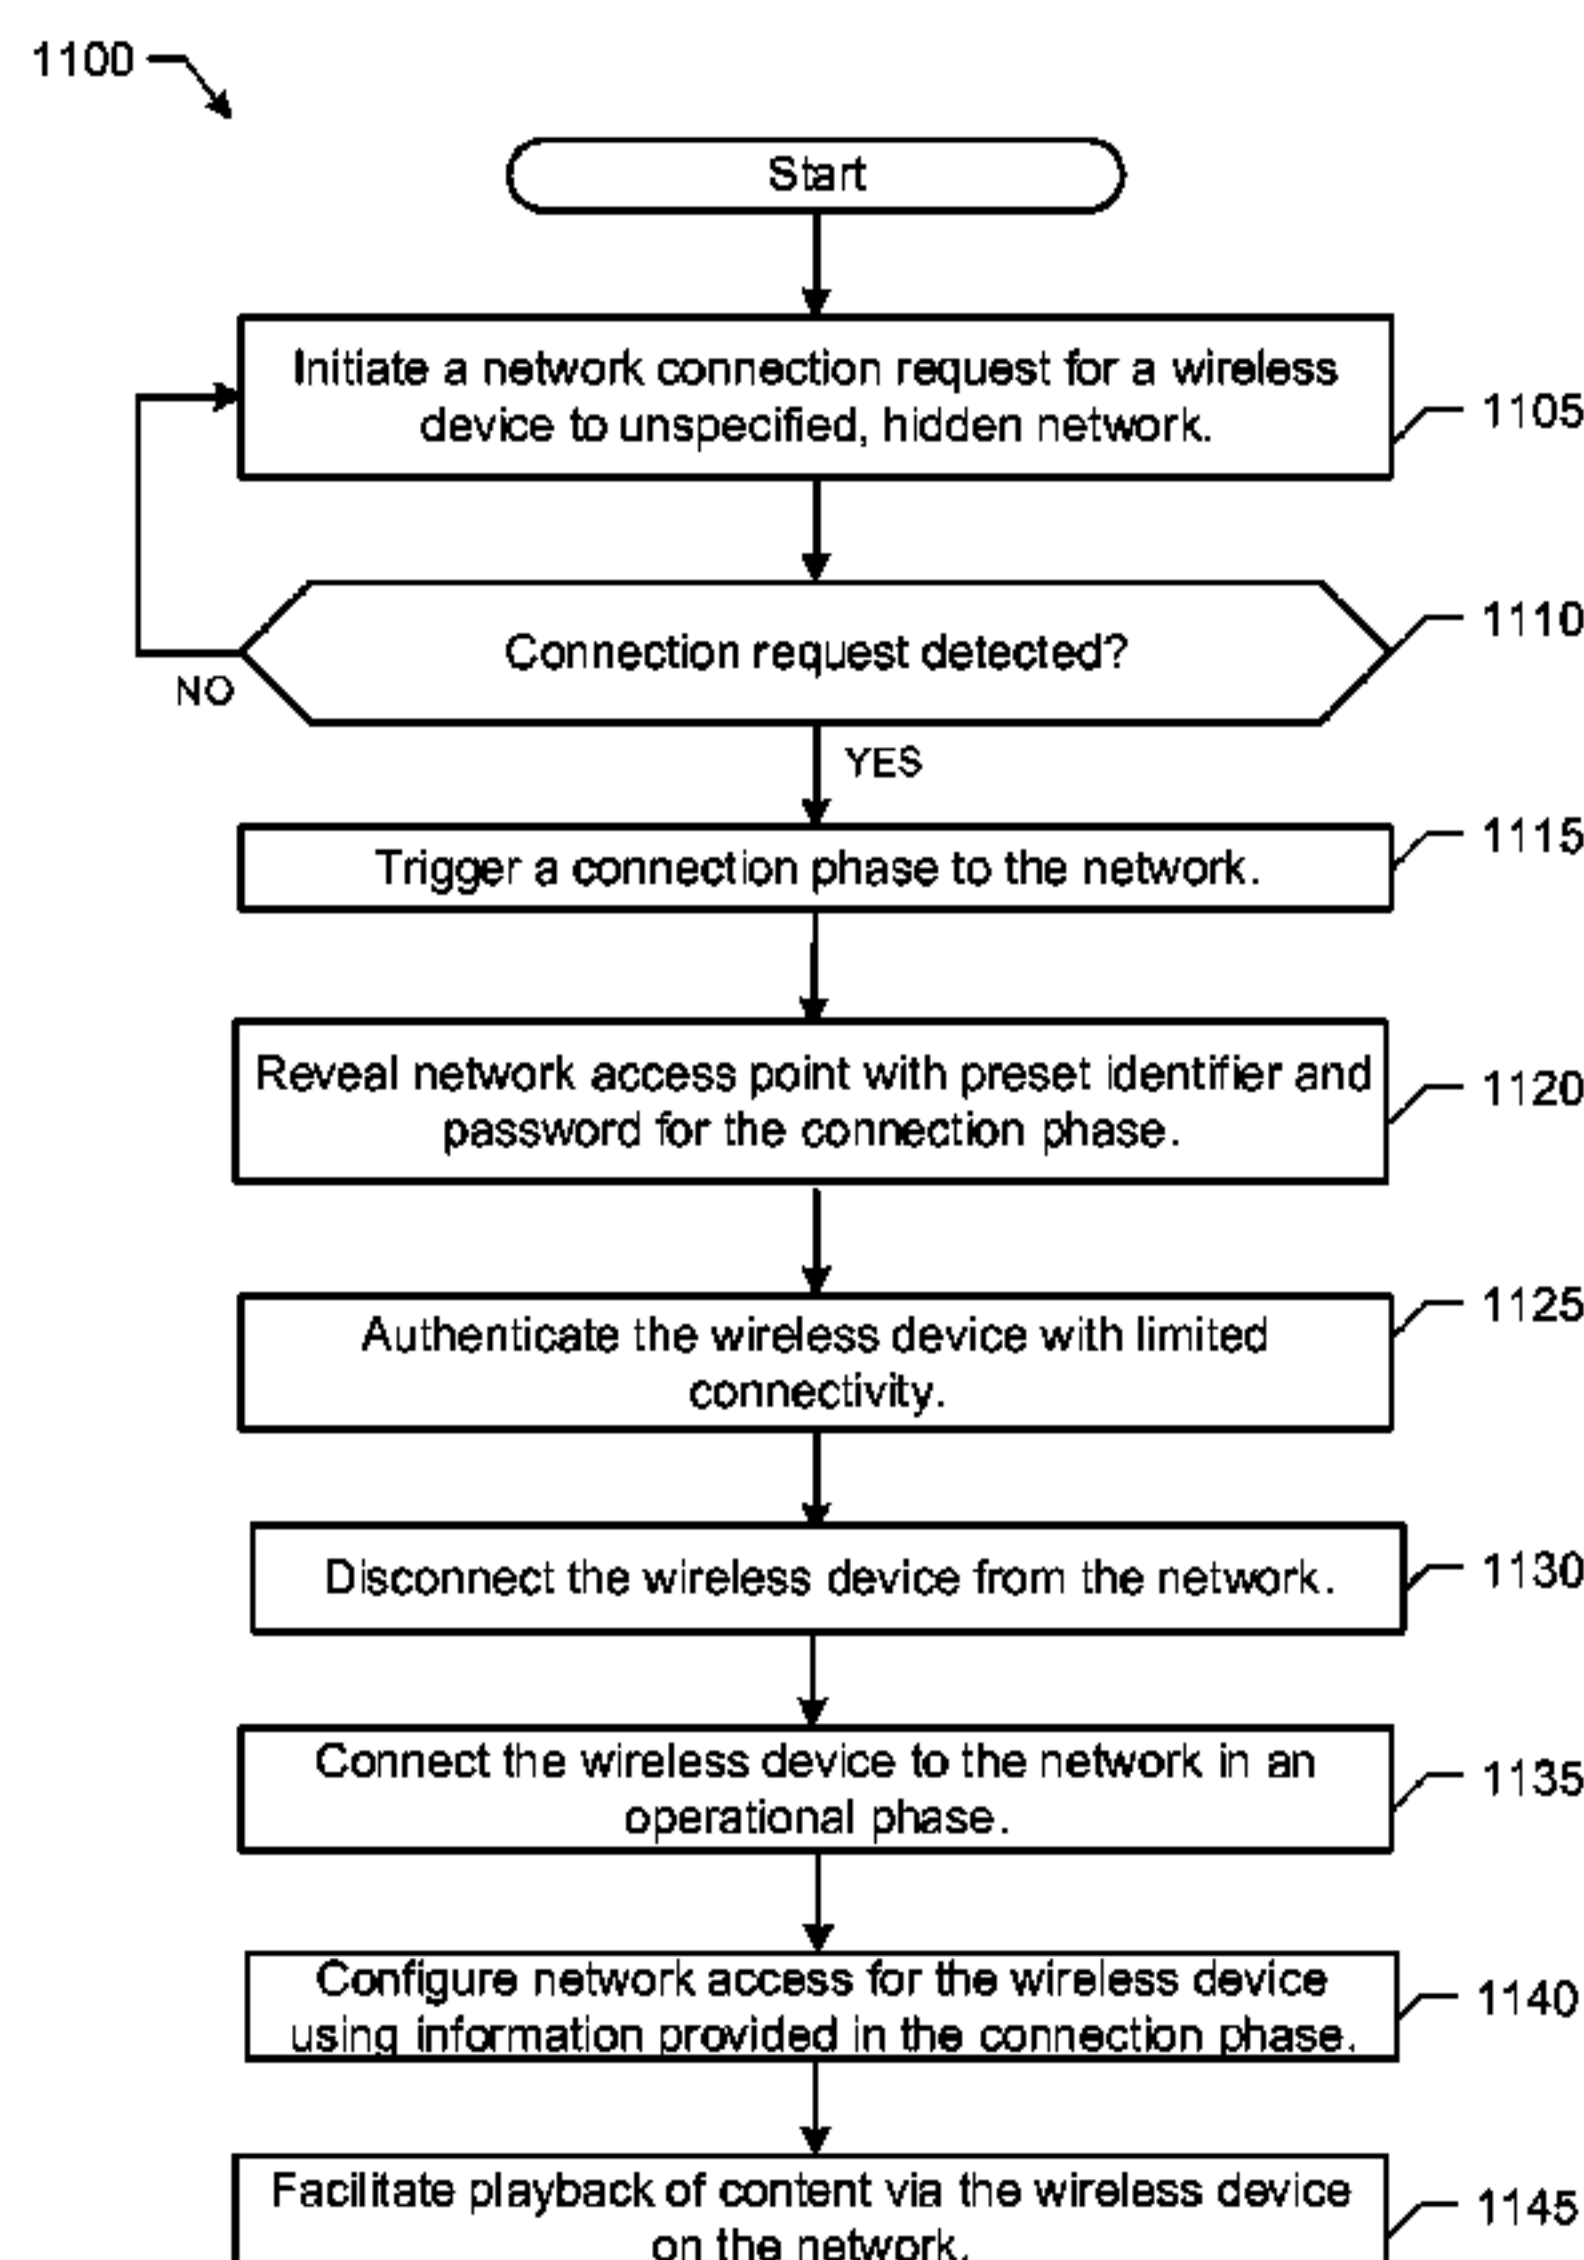 1100
Start
Initiate a network connection request for a wireless
device to unspecified, hidden network.
1105
Connection request detected?
1110
NO
YES
Trigger a connection phase to the network.
1115
Reveal network access point with preset identifier and
password for the connection phase.
1120
Authenticate the wireless device with limited
connectivity.
1125
Disconnect the wireless device from the network.
1130
Connect the wireless device to the network in an
operational phase.
1135
Configure network access for the wireless device
using information provided in the connection phase.
1140
Facilitate playback of content via the wireless device
on the network.
1145